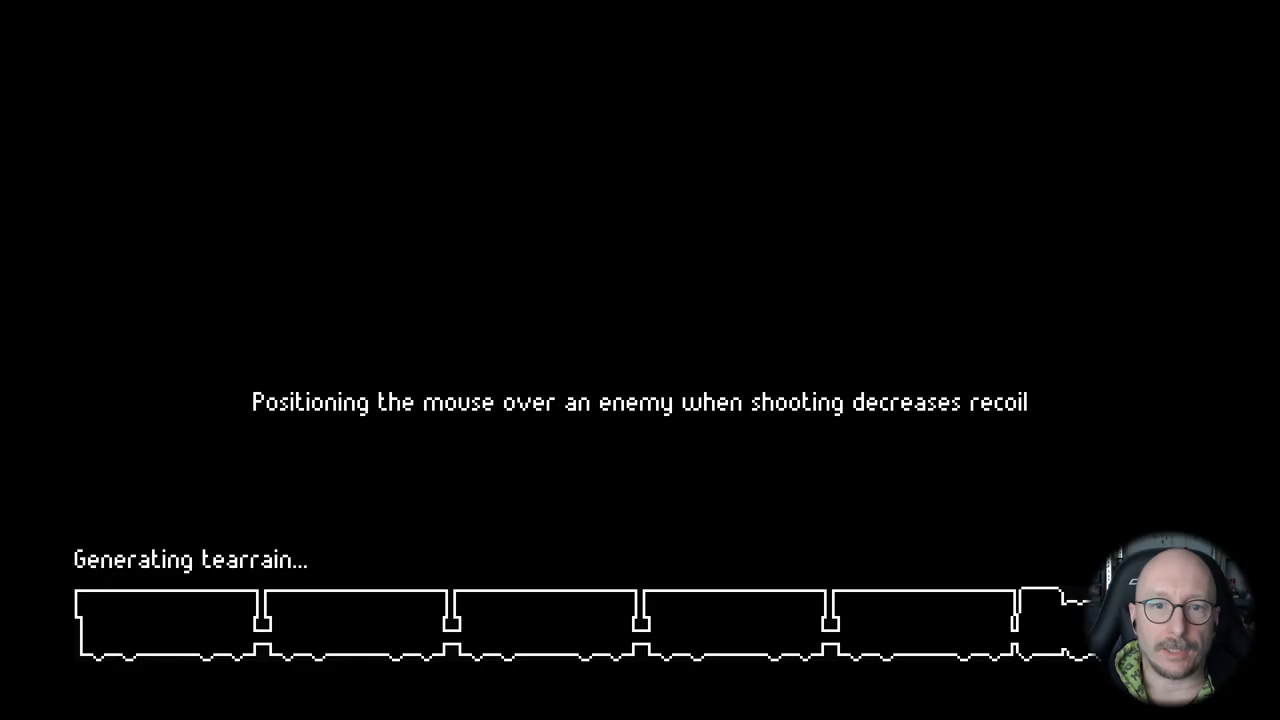 Positioning the mouse over an enemy when shooting decreases recoil
Generating tearrain...